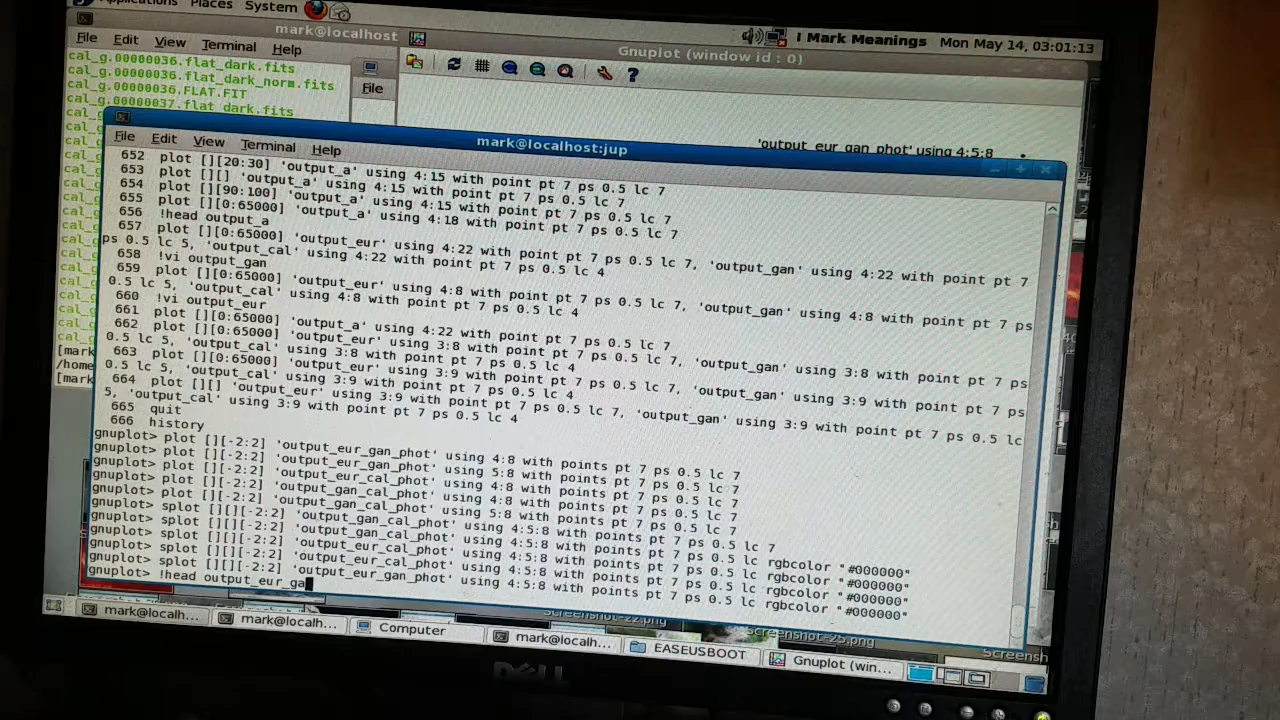 Applications Places System
I Mark Meanings Mon May 14, 03:01:13
mark@localhost
File Edit View Terminal Help
Gnuplot (window id : 0)
cal_g.00000036.flat_dark.fits
cal_g.00000036.flat_dark_norm.fits
cal_g.00000036.FLAT.FIT
cal_g.00000037.flat_dark.fits
File
'output_eur_gan_phot' using 4:5:8
mark@localhost:jup
File Edit View Terminal Help
652 plot [][20:30] 'output_a' using 4:15 with point pt 7 ps 0.5 lc 7
653 plot [][] 'output_a' using 4:15 with point pt 7 ps 0.5 lc 7
654 plot [][90:100] 'output_a' using 4:15 with point pt 7 ps 0.5 lc 7
655 plot [][0:65000] 'output_a' using 4:18 with point pt 7 ps 0.5 lc 7
656 !head output_a
657 plot [][0:65000] 'output_eur' using 4:22 with point pt 7 ps 0.5 lc 7, 'output_gan' using 4:22 with point pt 7
ps 0.5 lc 5, 'output_cal' using 4:22 with point pt 7 ps 0.5 lc 4
658 !vi output_gan
659 plot [][0:65000] 'output_eur' using 4:8 with point pt 7 ps 0.5 lc 7, 'output_gan' using 4:8 with point pt 7 ps
0.5 lc 5, 'output_cal' using 4:8 with point pt 7 ps 0.5 lc 4
660 !vi output_eur
661 plot [][0:65000] 'output_a' using 4:22 with point pt 7 ps 0.5 lc 7
662 plot [][0:65000] 'output_eur' using 3:8 with point pt 7 ps 0.5 lc 7, 'output_gan' using 3:8 with point pt 7 ps
0.5 lc 5, 'output_cal' using 3:8 with point pt 7 ps 0.5 lc 4
663 plot [][0:65000] 'output_eur' using 3:9 with point pt 7 ps 0.5 lc 7, 'output_gan' using 3:9 with point pt 7 ps
0.5 lc 5, 'output_cal' using 3:9 with point pt 7 ps 0.5 lc 4
664 plot [][] 'output_eur' using 3:9 with point pt 7 ps 0.5 lc 7, 'output_gan' using 3:9 with point pt 7 ps 0.5 lc
5, 'output_cal' using 3:9 with point pt 7 ps 0.5 lc 4
665 quit
666 history
gnuplot> plot [][-2:2] 'output_eur_gan_phot' using 4:8 with points pt 7 ps 0.5 lc 7
gnuplot> plot [][-2:2] 'output_eur_gan_phot' using 5:8 with points pt 7 ps 0.5 lc 7
gnuplot> plot [][-2:2] 'output_eur_cal_phot' using 4:8 with points pt 7 ps 0.5 lc 7
gnuplot> plot [][-2:2] 'output_gan_cal_phot' using 4:8 with points pt 7 ps 0.5 lc 7
gnuplot> plot [][-2:2] 'output_gan_cal_phot' using 5:8 with points pt 7 ps 0.5 lc 7
gnuplot> splot [][][-2:2] 'output_gan_cal_phot' using 4:5:8 with points pt 7 ps 0.5 lc 7
gnuplot> splot [][][-2:2] 'output_gan_cal_phot' using 4:5:8 with points pt 7 ps 0.5 lc rgbcolor "#000000"
gnuplot> splot [][][-2:2] 'output_eur_cal_phot' using 4:5:8 with points pt 7 ps 0.5 lc rgbcolor "#000000"
gnuplot> splot [][][-2:2] 'output_eur_cal_phot' using 4:5:8 with points pt 7 ps 0.5 lc rgbcolor "#000000"
gnuplot> splot [][][-2:2] 'output_eur_gan_phot' using 4:5:8 with points pt 7 ps 0.5 lc rgbcolor "#000000"
gnuplot> !head output_eur_ga
[mark
/home
[mark
Screenshot-22.png
Screenshot-25.png
Screensh
mark@localh... mark@localh... Computer mark@localh... EASEUSBOOT Gnuplot (win...
DELL